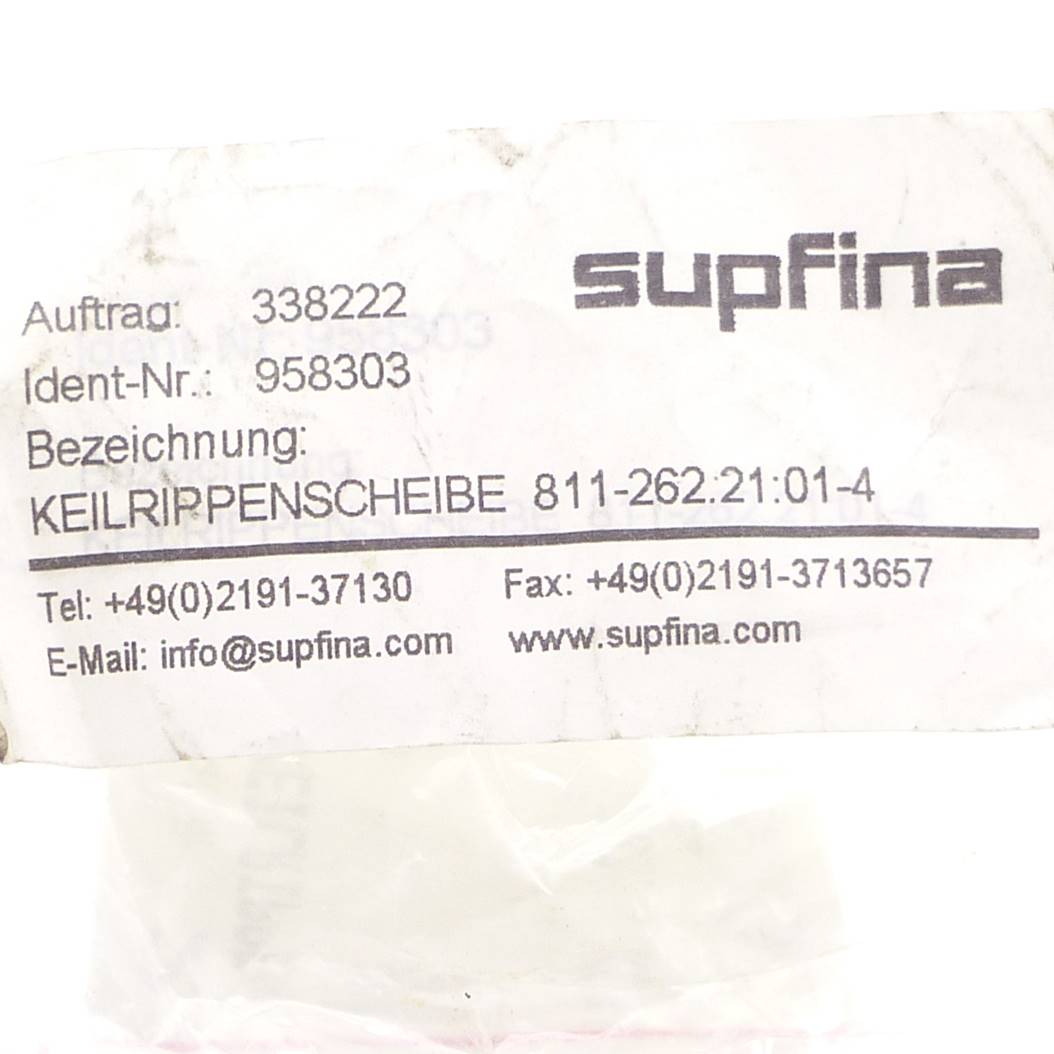 supfina
Auftrag: 338222
Ident-Nr.: 958303
Bezeichnung:
KEILRIPPENSCHEIBE 811-262:21:01-4
Tel: +49(0)2191-37130 Fax: +49(0)2191-3713657
E-Mail: info@supfina.com www.supfina.com